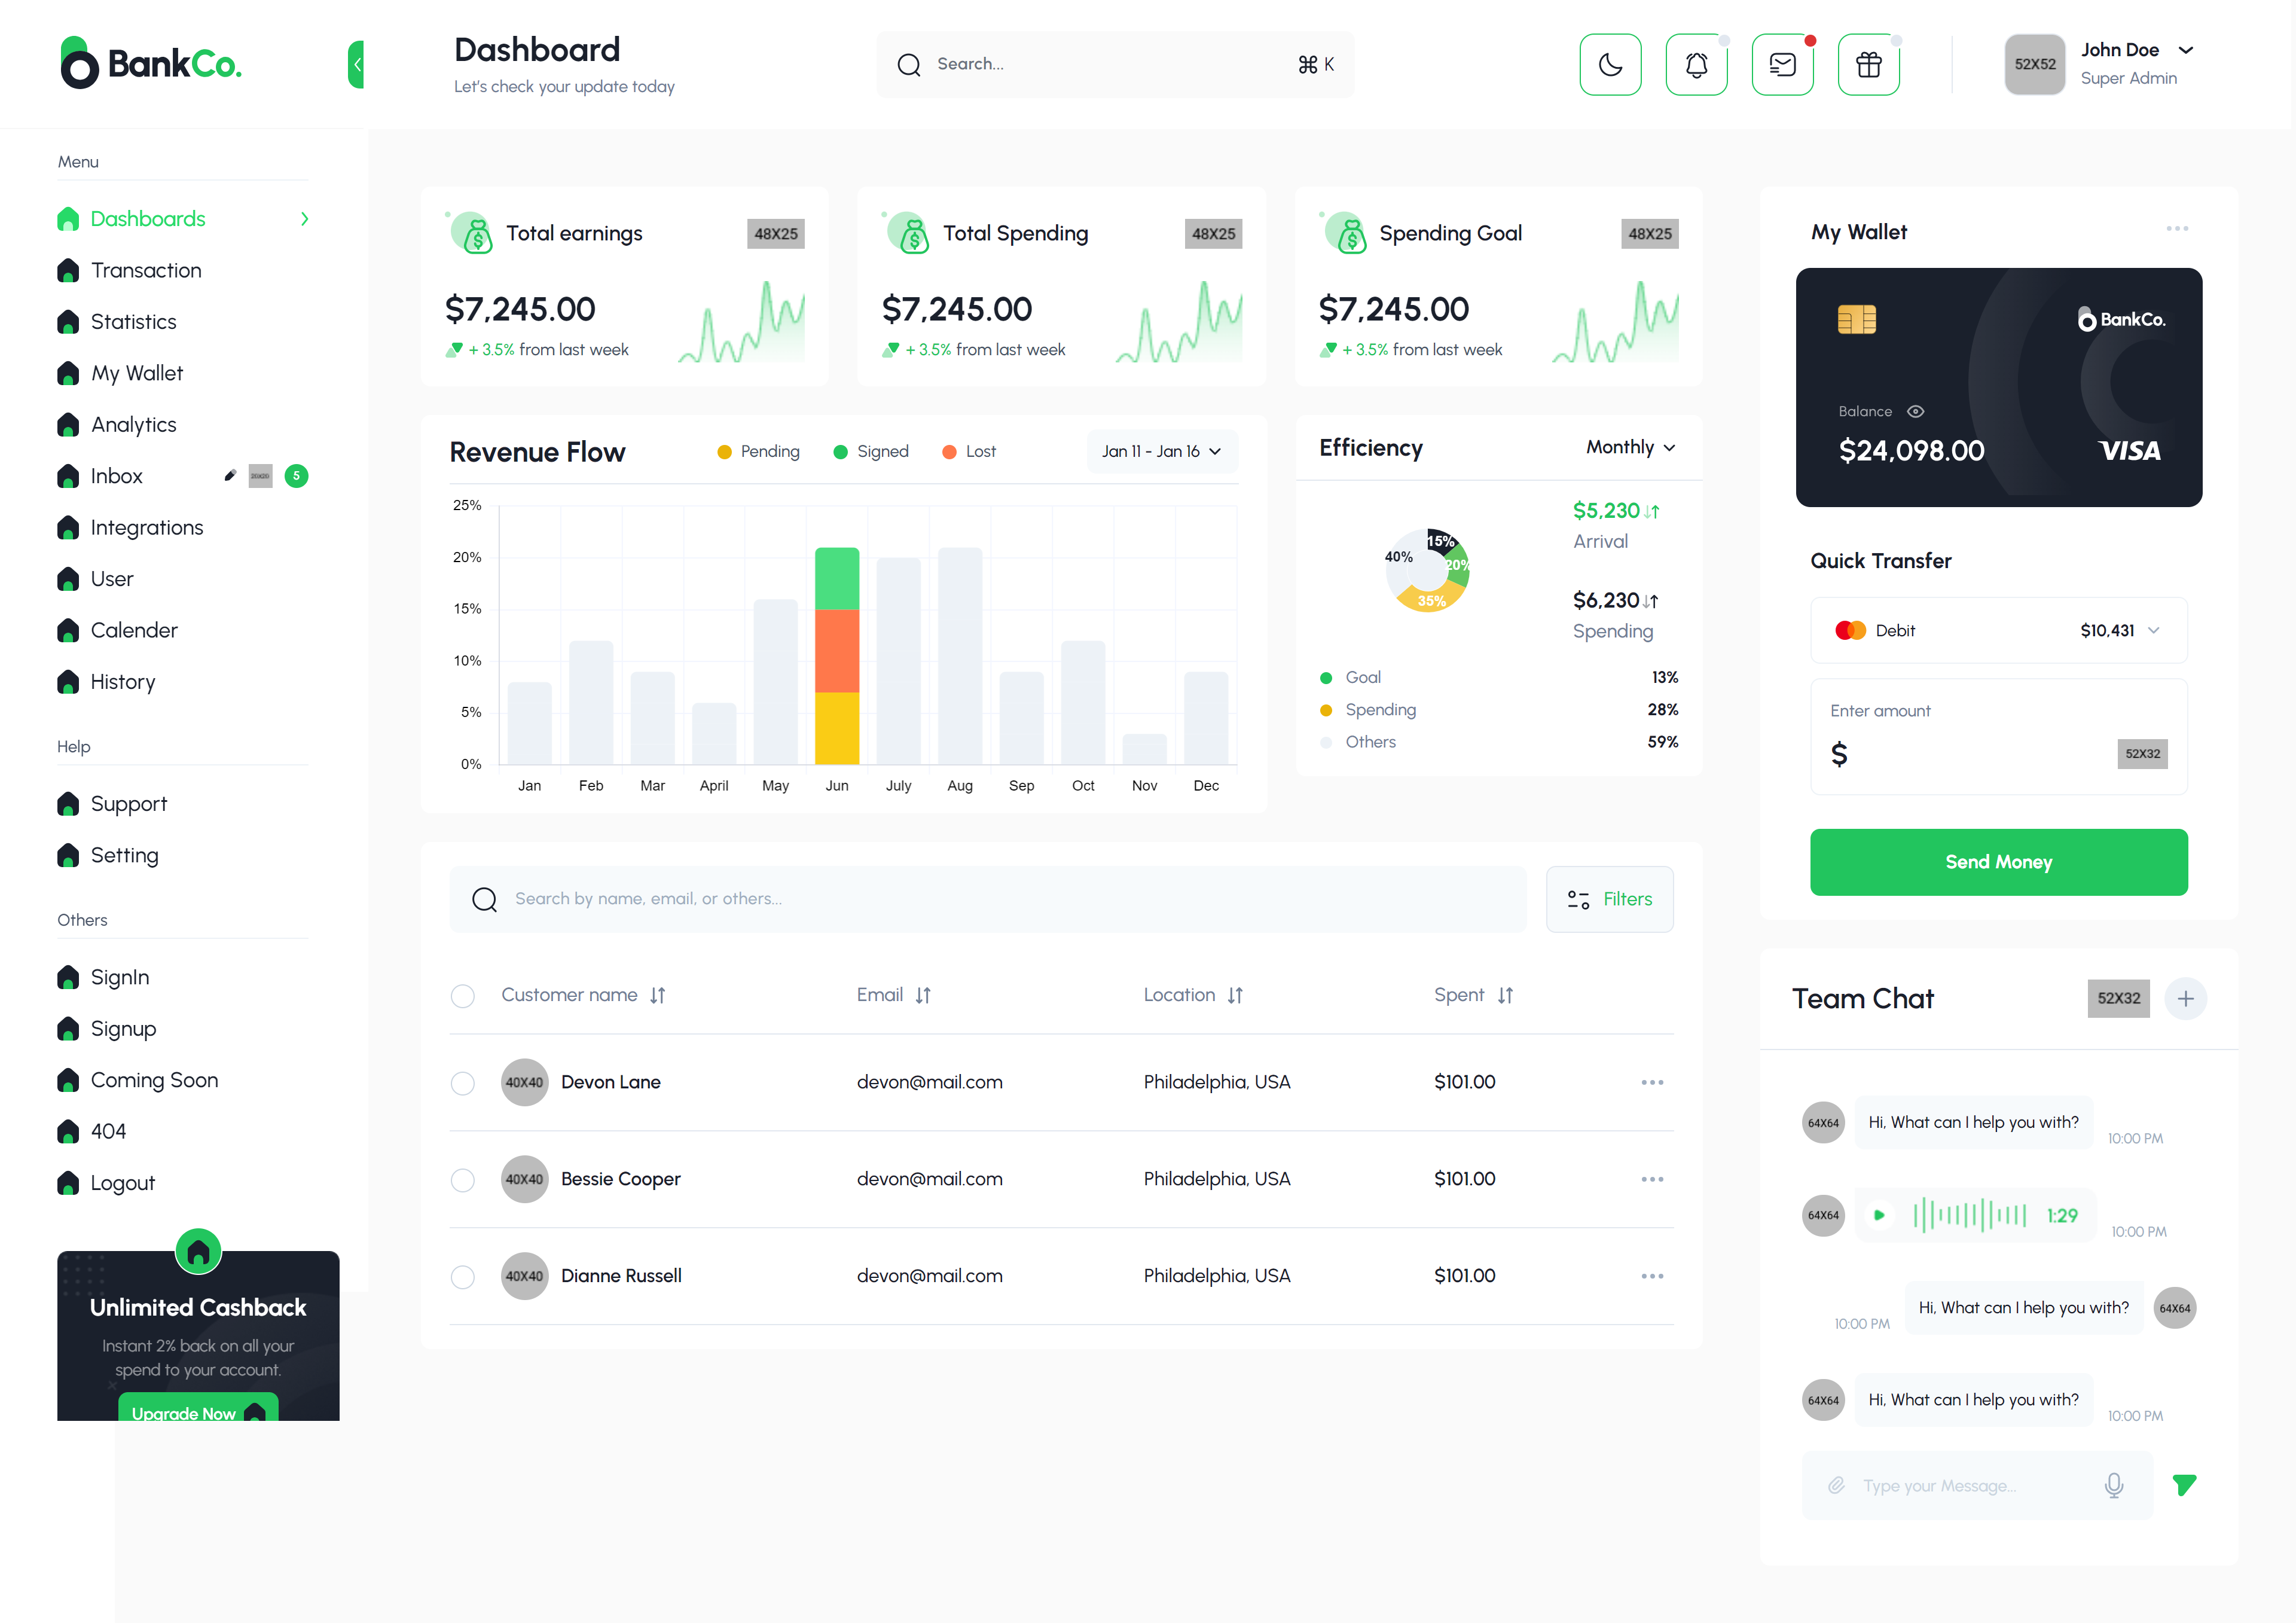 BankCo.
Dashboard
Let's check your update today
Search...
⌘ K
52X52
John Doe
Super Admin
Menu
Dashboards
Transaction
Statistics
My Wallet
Analytics
Inbox
5
Integrations
User
Calender
History
Help
Support
Setting
Others
SignIn
Signup
Coming Soon
404
Logout
Unlimited Cashback
Instant 2% back on all your
spend to your account.
Upgrade Now
Total earnings
48X25
$7,245.00
+ 3.5% from last week
Total Spending
48X25
$7,245.00
+ 3.5% from last week
Spending Goal
48X25
$7,245.00
+ 3.5% from last week
Revenue Flow
Pending
Signed
Lost
Jan 11 - Jan 16
25%
20%
15%
10%
5%
0%
Jan
Feb
Mar
April
May
Jun
July
Aug
Sep
Oct
Nov
Dec
Efficiency
Monthly
15%
20%
35%
40%
$5,230
Arrival
$6,230
Spending
Goal
13%
Spending
28%
Others
59%
Search by name, email, or others...
Filters
Customer name
Email
Location
Spent
40X40
Devon Lane
devon@mail.com
Philadelphia, USA
$101.00
40X40
Bessie Cooper
devon@mail.com
Philadelphia, USA
$101.00
40X40
Dianne Russell
devon@mail.com
Philadelphia, USA
$101.00
My Wallet
BankCo.
Balance
$24,098.00
VISA
Quick Transfer
Debit
$10,431
Enter amount
$
52X32
Send Money
Team Chat
52X32
64X64
Hi, What can I help you with?
10:00 PM
64X64
1:29
10:00 PM
10:00 PM
Hi, What can I help you with?
64X64
64X64
Hi, What can I help you with?
10:00 PM
Type your Message...